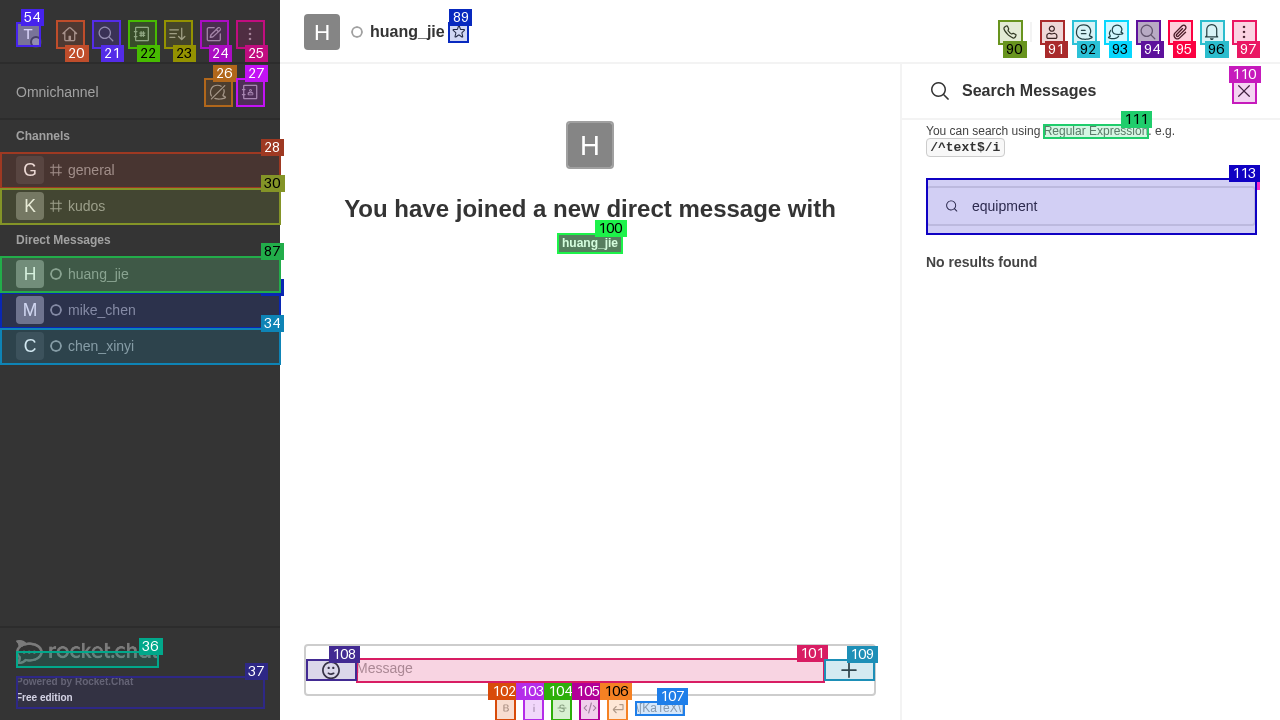 54
T
20
21
22
23
24
25
H
huang_jie
89
90
91
92
93
94
95
96
97
Omnichannel
26
27
Search Messages
110
Channels
28
G
general
30
K
kudos
Direct Messages
87
H
huang_jie
M
mike_chen
34
C
chen_xinyi
H
You have joined a new direct message with
100
huang_jie
You can search using Regular Expression. e.g.
111
/^text$/i
113
equipment
No results found
rocket.cha
36
37
Powered by Rocket.Chat
Free edition
108
Message
101
109
102
103
104
105
106
107
B
i
S
</>
\[KaTeX\]